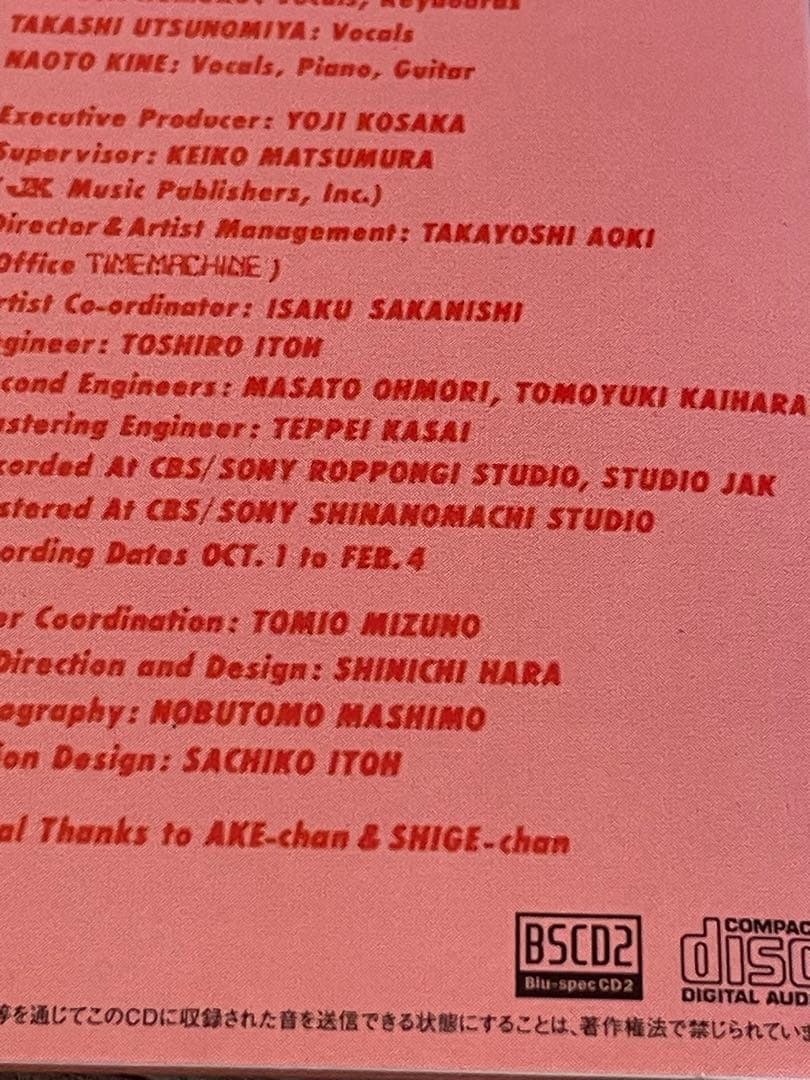 Vocals, Keyboards
TAKASHI UTSUNOMIYA: Vocals
NAOTO KINE: Vocals, Piano, Guitar
Executive Producer: YOJI KOSAKA
Supervisor: KEIKO MATSUMURA
Music Publishers, Inc.)
Director & Artist Management: TAKAYOSHI AOKI
Office TIMEMACHINE)
rtist Co-ordinator: ISAKU SAKANISHI
gineer: TOSHIRO ITOH
cond Engineers: MASATO OHMORI, TOMOYUKI KAIHARA
stering Engineer: TEPPEI KASAI
corded At CBS/SONY ROPPONGI STUDIO, STUDIO JAK
stered At CBS/SONY SHINANOMACHI STUDIO
ording Dates OCT. 1 to FEB. 4
er Coordination: TOMIO MIZUNO
Direction and Design: SHINICHI HARA
ography: NOBUTOMO MASHIMO
ion Design: SACHIKO ITOH
al Thanks to AKE-chan & SHIGE-chan
BSCD2
Blu-spec CD2
COMPAC
disc
DIGITAL AUD
等を通じてこのCDに収録された音を送信できる状態にすることは、著作権法で禁じられていま